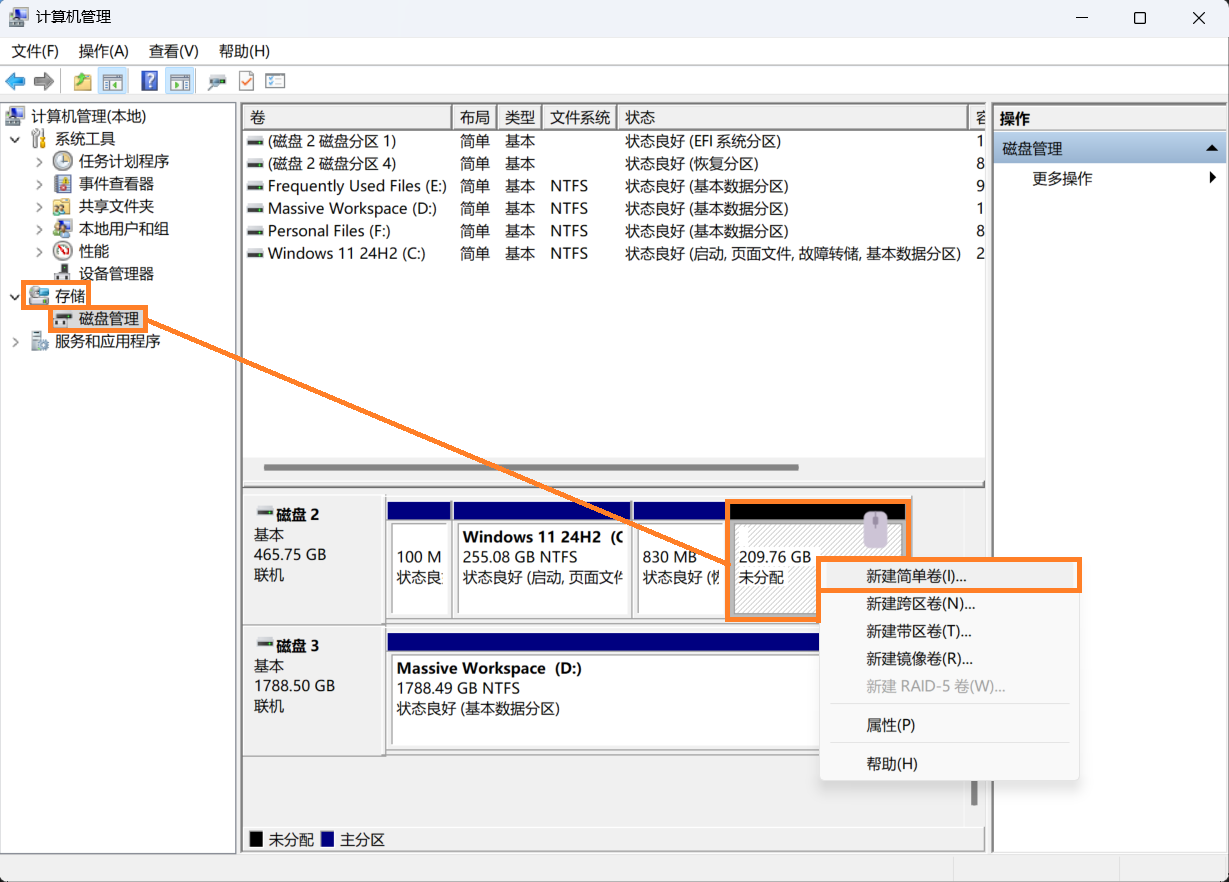 计算机管理
文件(F) 操作(A) 查看(V) 帮助(H)
计算机管理(本地)
系统工具
任务计划程序
事件查看器
共享文件夹
本地用户和组
性能
设备管理器
存储
磁盘管理
服务和应用程序
卷 布局 类型 文件系统 状态
(磁盘 2 磁盘分区 1) 简单 基本 状态良好 (EFI 系统分区) 1
(磁盘 2 磁盘分区 4) 简单 基本 状态良好 (恢复分区) 8
Frequently Used Files (E:) 简单 基本 NTFS 状态良好 (基本数据分区) 9
Massive Workspace (D:) 简单 基本 NTFS 状态良好 (基本数据分区) 1
Personal Files (F:) 简单 基本 NTFS 状态良好 (基本数据分区) 8
Windows 11 24H2 (C:) 简单 基本 NTFS 状态良好 (启动, 页面文件, 故障转储, 基本数据分区) 2
操作
磁盘管理
更多操作
磁盘 2
基本
465.75 GB
联机
100 M
状态良
Windows 11 24H2 (C
255.08 GB NTFS
状态良好 (启动, 页面文件
830 MB
状态良好 (
209.76 GB
未分配
磁盘 3
基本
1788.50 GB
联机
Massive Workspace (D:)
1788.49 GB NTFS
状态良好 (基本数据分区)
新建简单卷(I)...
新建跨区卷(N)...
新建带区卷(T)...
新建镜像卷(R)...
新建 RAID-5 卷(W)...
属性(P)
帮助(H)
未分配 主分区